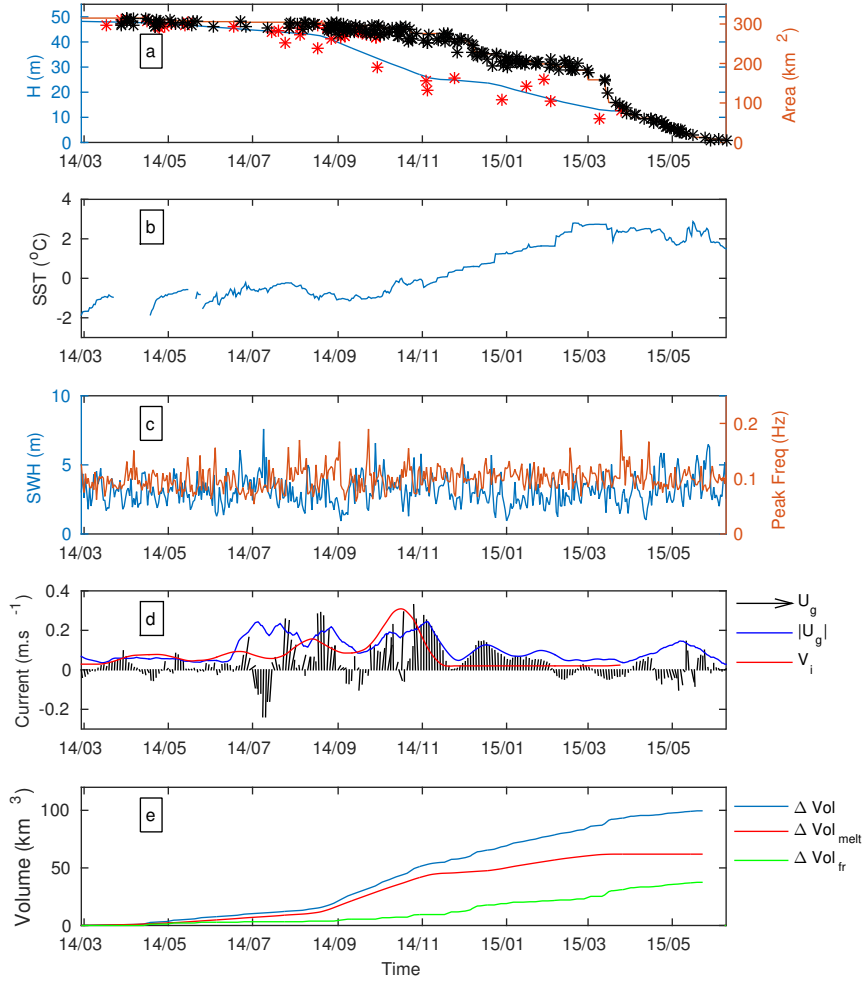 50
40
30
20
10
0
H (m)
a
300
200
100
0
Area (km 2)
14/03 14/05 14/07 14/09 14/11 15/01 15/03 15/05
4
2
0
-2
SST (oC)
b
14/03 14/05 14/07 14/09 14/11 15/01 15/03 15/05
10
5
0
SWH (m)
c
0.2
0.1
0
Peak Freq (Hz)
14/03 14/05 14/07 14/09 14/11 15/01 15/03 15/05
0.4
0.2
0
-0.2
Current (m.s -1)
d
U g
|U g|
V i
14/03 14/05 14/07 14/09 14/11 15/01 15/03 15/05
100
50
0
Volume (km 3)
e
Δ Vol
Δ Vol melt
Δ Vol fr
14/03 14/05 14/07 14/09 14/11 15/01 15/03 15/05
Time